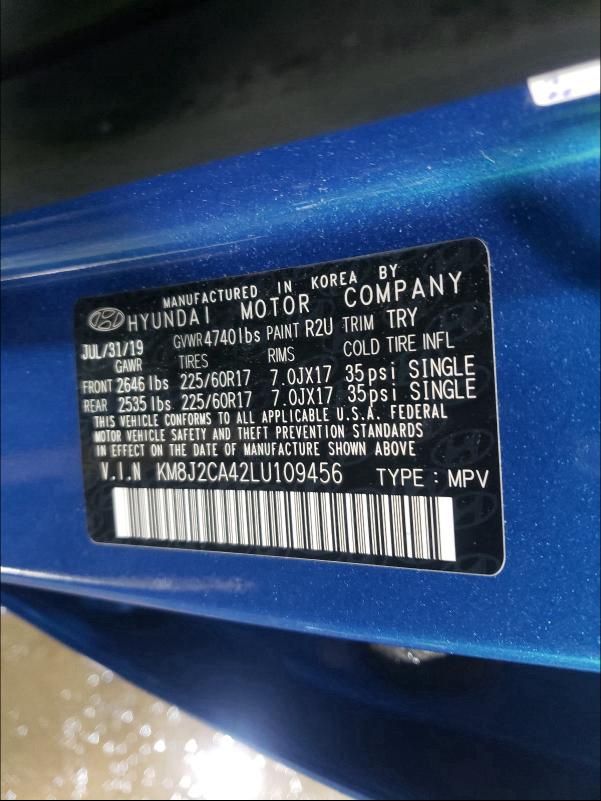 MANUFACTURED IN KOREA BY
HYUNDAI MOTOR COMPANY
JUL/31/19 GVWR 4740lbs PAINT R2U TRIM TRY
GAWR TIRES RIMS COLD TIRE INFL
FRONT 2646 lbs 225/60R17 7.0JX17 35psi SINGLE
REAR 2535 lbs 225/60R17 7.0JX17 35psi SINGLE
THIS VEHICLE CONFORMS TO ALL APPLICABLE U.S.A. FEDERAL
MOTOR VEHICLE SAFETY AND THEFT PREVENTION STANDARDS
IN EFFECT ON THE DATE OF MANUFACTURE SHOWN ABOVE
V.I.N KM8J2CA42LU109456 TYPE : MPV